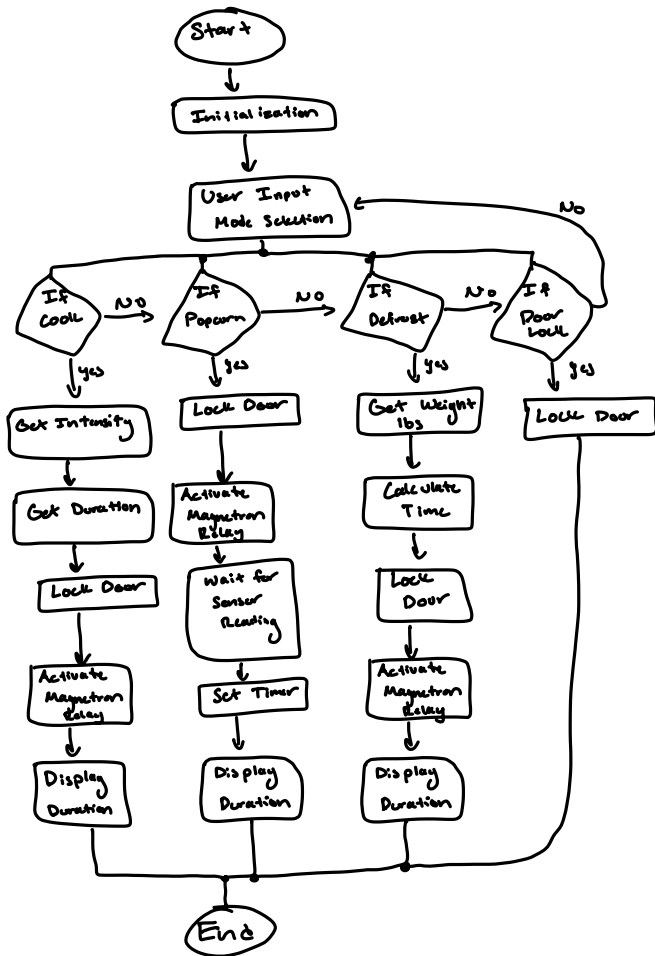 Start
Initialization
User Input
Mode Selection
No
If
Cook
No
If
Popcorn
No
If
Defrost
No
If
Door
Lock
yes
yes
yes
yes
Get Intensity
Get Duration
Lock Door
Activate
Magnetron
Relay
Display
Duration
Lock Door
Activate
Magnetron
Relay
Wait for
Sensor
Reading
Set Timer
Display
Duration
Get Weight
lbs
Calculate
Time
Lock
Door
Activate
Magnetron
Relay
Display
Duration
Lock Door
End